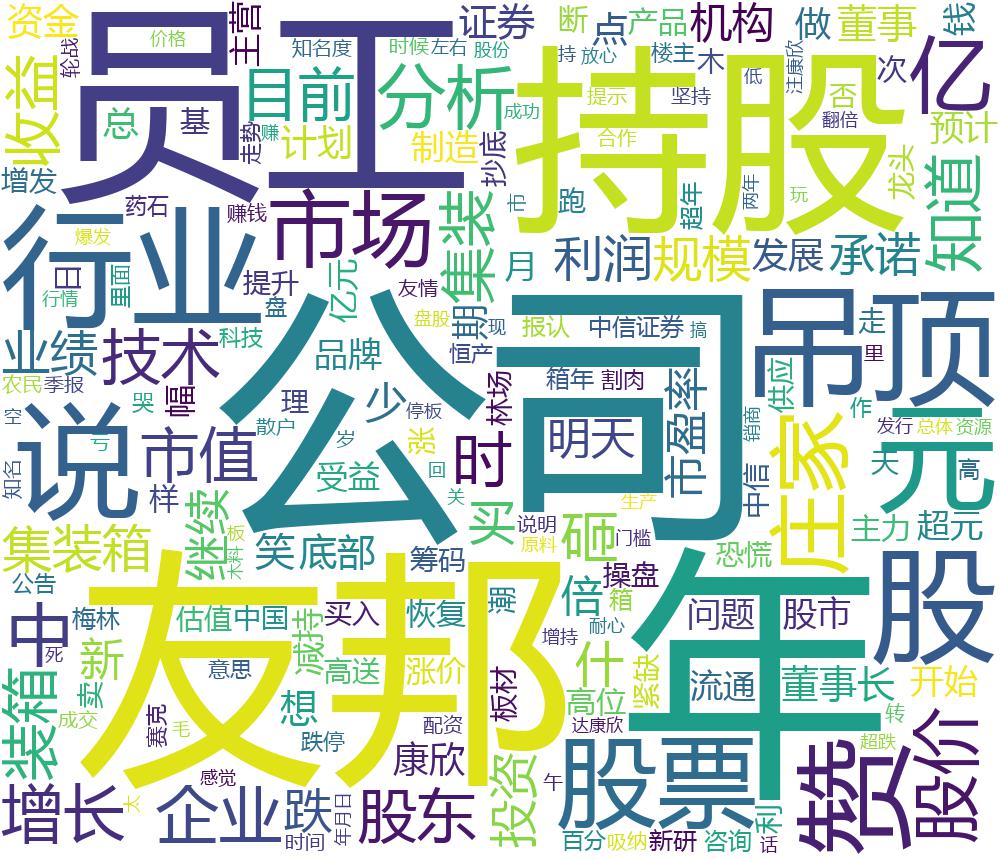 资金
轮战
价格
主营
知名度
时候
左右
股份
证券
断
点
产品
机构
做
董事
钱
员工
目前
分析
持
放心
楼主
木
低
注康欣
次
亿
收益
总
基
走势
赚
计划
制造
成功
抄底
提示
坚持
合作
否
翻倍
预计
持股
增发
药石
赚钱
市场
集装
市
跑
超年
两年
玩
龙头
知道
行业
爆发
日
里面
行情
提升
盘
亿元
友情
月
利润
规模
发展
承诺
业绩
技术
科技
品牌
盘股
期
现
恒产
报认
中信证券
搞
吊顶
走
里
农民
季报
哭
幅
公司
理
少
停板
林场
箱年
割肉
市盈率
供应
作
发行
总体
资源
空
亏
说
市值
散户
岁
涨
时
明天
销商
庄家
天
高
元
知名
样
受益
回
关
买
说明
原料
生产
门槛
砸
中信
主力
超元
集装箱
继续
板
木料
笑
底部
筹码
操盘
恐慌
公告
中
死
梅林
新
估值
中国
减持
买入
恢复
潮
倍
箱
增持
耐心
问题
股市
股
友邦
年
意思
高送
涨价
什
紧缺
流通
董事长
开始
装箱
卖
成交
赛克
毛
想
跌停
康欣
配资
板材
高位
达康欣
转
超跌
增长
太
感觉
企业
跌
时间
年月日
股东
投资
午
股票
百分
吸纳
新研
咨询
利
话
赞
股价